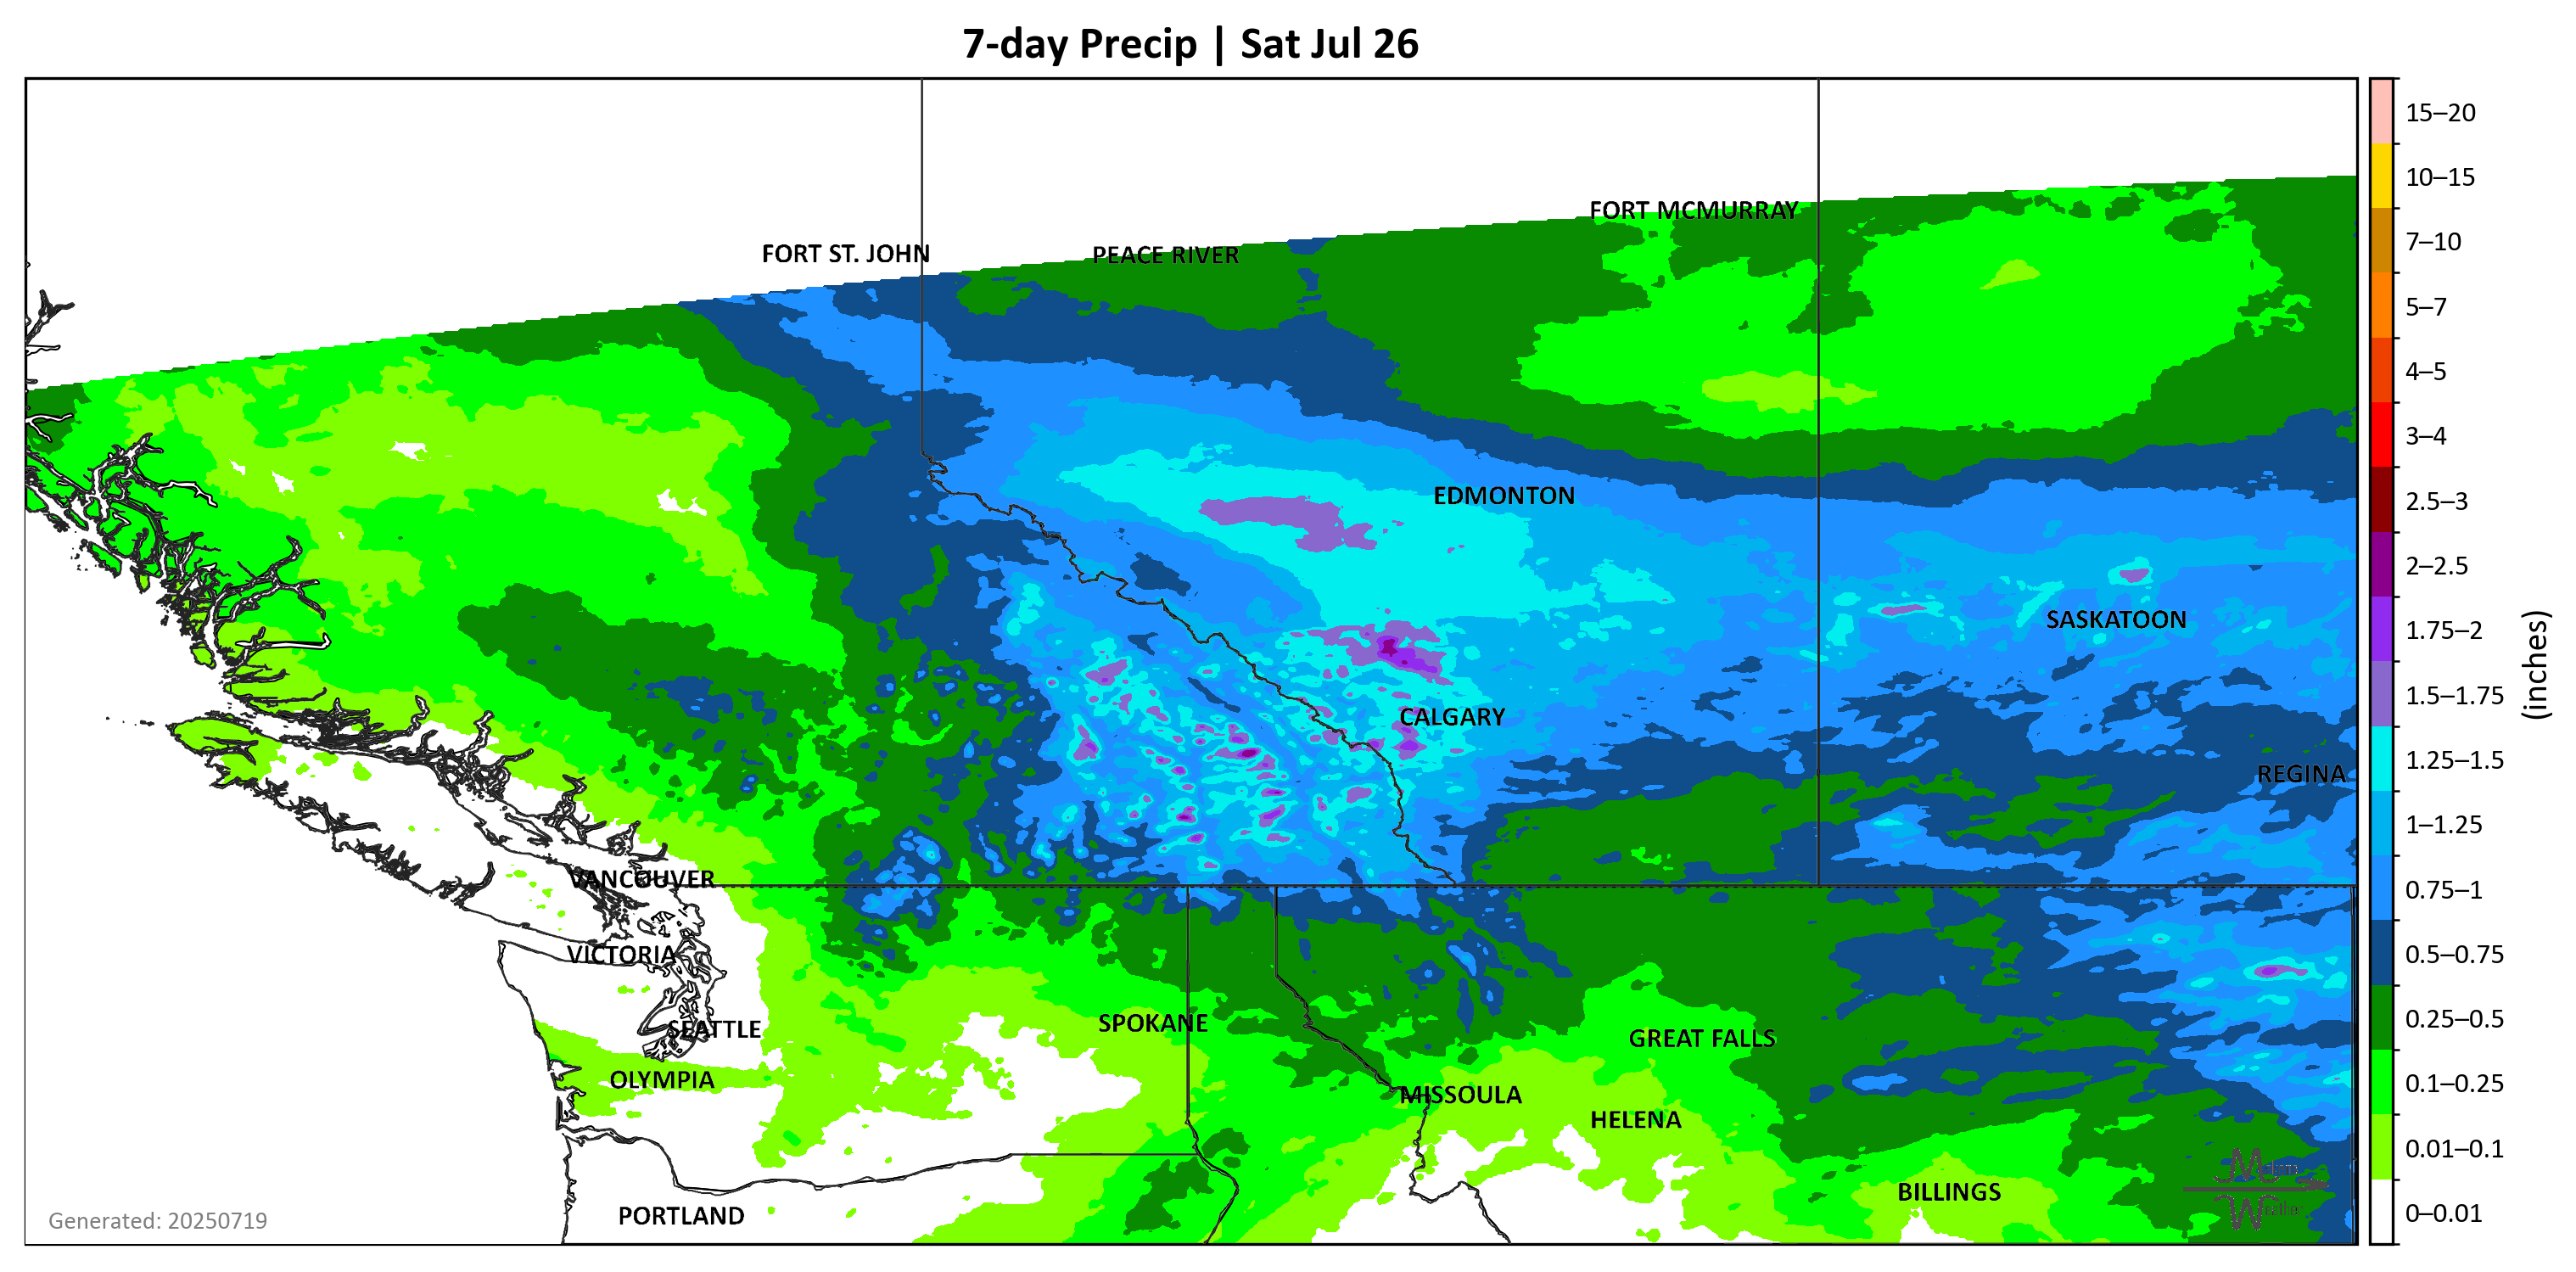 7-day Precip | Sat Jul 26
15–20
10–15
7–10
5–7
4–5
3–4
2.5–3
2–2.5
1.75–2
1.5–1.75
1.25–1.5
1–1.25
0.75–1
0.5–0.75
0.25–0.5
0.1–0.25
0.01–0.1
0–0.01
(inches)
FORT MCMURRAY
FORT ST. JOHN
PEACE RIVER
EDMONTON
SASKATOON
CALGARY
REGINA
VANCOUVER
VICTORIA
SEATTLE
SPOKANE
GREAT FALLS
OLYMPIA
MISSOULA
HELENA
BILLINGS
PORTLAND
Generated: 20250719